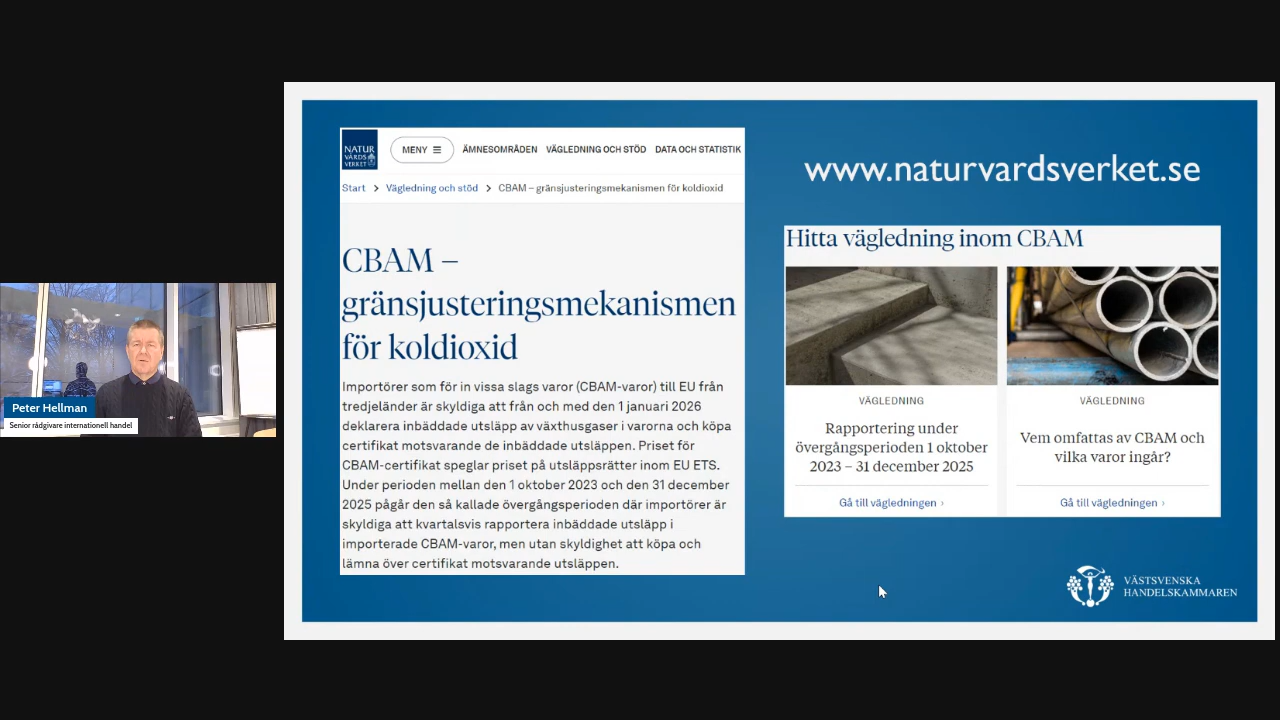 Peter Hellman
Senior rådgivare internationell handel
NATUR
VÅRDS
VERKET
MENY
ÄMNESOMRÅDEN
VÄGLEDNING OCH STÖD
DATA OCH STATISTIK
Start > Vägledning och stöd > CBAM – gränsjusteringsmekanismen för koldioxid
CBAM –
gränsjusteringsmekanismen
för koldioxid
Importörer som för in vissa slags varor (CBAM-varor) till EU från
tredjeländer är skyldiga att från och med den 1 januari 2026
deklarera inbäddade utsläpp av växthusgaser i varorna och köpa
certifikat motsvarande de inbäddade utsläppen. Priset för
CBAM-certifikat speglar priset på utsläppsrätter inom EU ETS.
Under perioden mellan den 1 oktober 2023 och den 31 december
2025 pågår den så kallade övergångsperioden där importörer är
skyldiga att kvartalsvis rapportera inbäddade utsläpp i
importerade CBAM-varor, men utan skyldighet att köpa och
lämna över certifikat motsvarande utsläppen.
www.naturvardsverket.se
Hitta vägledning inom CBAM
VÄGLEDNING
Rapportering under
övergångsperioden 1 oktober
2023 – 31 december 2025
Gå till vägledningen ›
VÄGLEDNING
Vem omfattas av CBAM och
vilka varor ingår?
Gå till vägledningen ›
VÄSTSVENSKA
HANDELSKAMMAREN